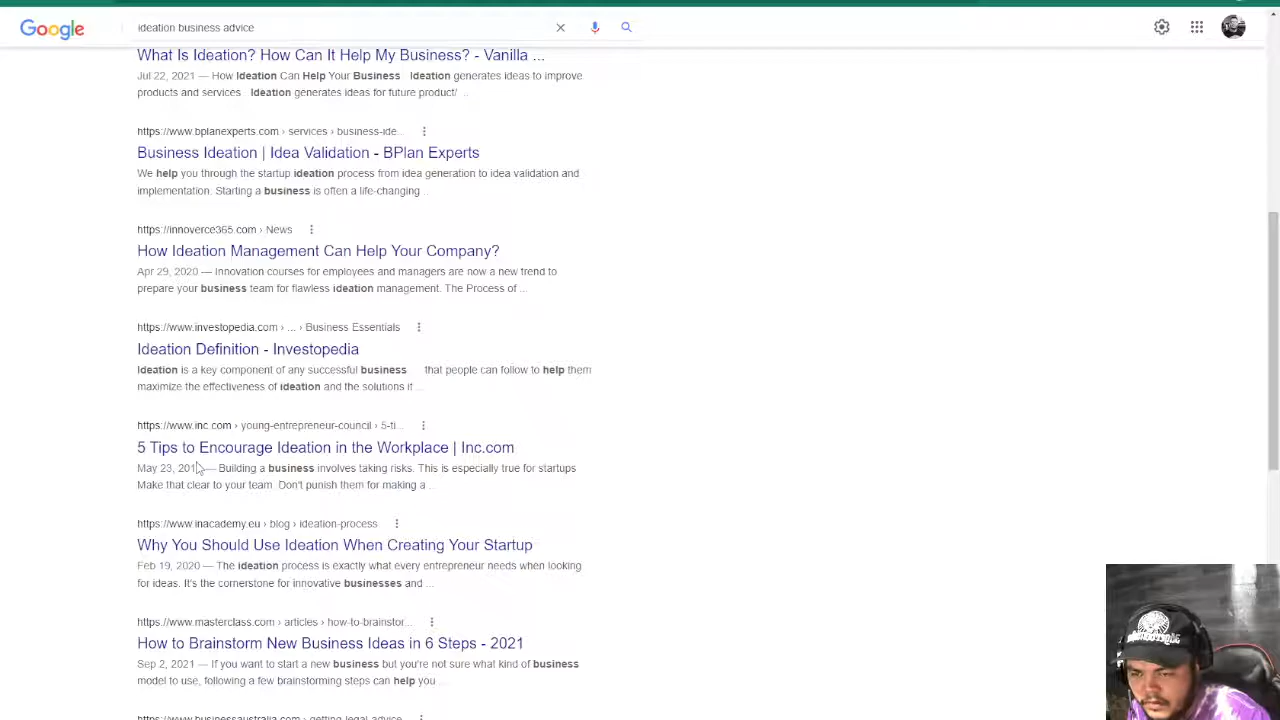 Google
ideation business advice
What Is Ideation? How Can It Help My Business? - Vanilla ...
Jul 22, 2021 — How Ideation Can Help Your Business Ideation generates ideas to improve
products and services Ideation generates ideas for future product/ ..
https://www.bplanexperts.com › services › business-ide...
Business Ideation | Idea Validation - BPlan Experts
We help you through the startup ideation process from idea generation to idea validation and
implementation. Starting a business is often a life-changing ..
https://innoverce365.com › News
How Ideation Management Can Help Your Company?
Apr 29, 2020 — Innovation courses for employees and managers are now a new trend to
prepare your business team for flawless ideation management. The Process of ...
https://www.investopedia.com › ... › Business Essentials
Ideation Definition - Investopedia
Ideation is a key component of any successful business that people can follow to help them
maximize the effectiveness of ideation and the solutions it ...
https://www.inc.com › young-entrepreneur-council › 5-ti...
5 Tips to Encourage Ideation in the Workplace | Inc.com
May 23, — Building a business involves taking risks. This is especially true for startups
Make that clear to your team Don't punish them for making a ...
https://www.inacademy.eu › blog › ideation-process
Why You Should Use Ideation When Creating Your Startup
Feb 19, 2020 — The ideation process is exactly what every entrepreneur needs when looking
for ideas. It's the cornerstone for innovative businesses and ...
https://www.masterclass.com › articles › how-to-brainstor...
How to Brainstorm New Business Ideas in 6 Steps - 2021
Sep 2, 2021 — If you want to start a new business but you're not sure what kind of business
model to use, following a few brainstorming steps can help you
https://www.businessaustralia.com › getting-legal-advice